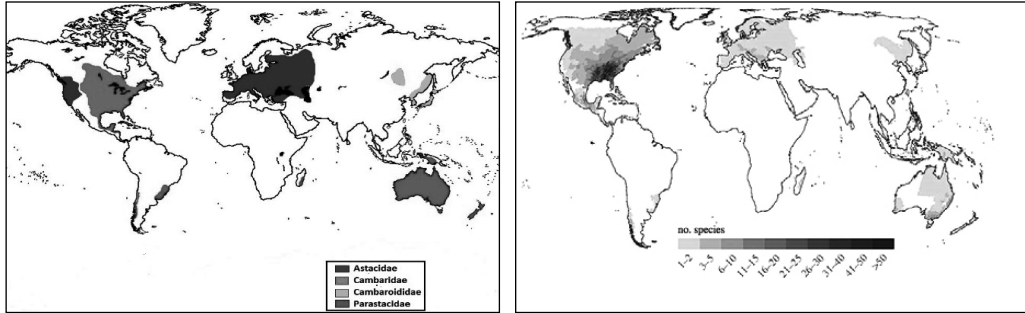 Astacidae
Cambaridae
Cambaroididae
Parastacidae
no. species
1–2
3–5
6–10
11–15
16–20
21–25
26–30
31–40
41–50
>50